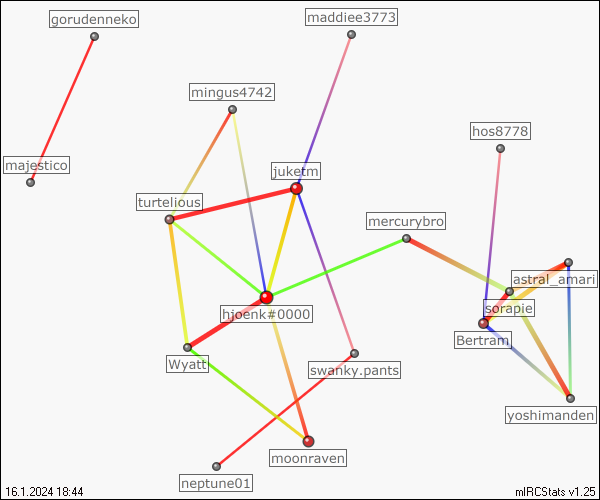 gorudenneko
maddiee3773
mingus4742
hos8778
majestico
juketm
turtelious
mercurybro
astral_amari
sorapie
hjoenk#0000
Bertram
Wyatt
swanky.pants
yoshimanden
moonraven
neptune01
16.1.2024 18:44
mIRCStats v1.25